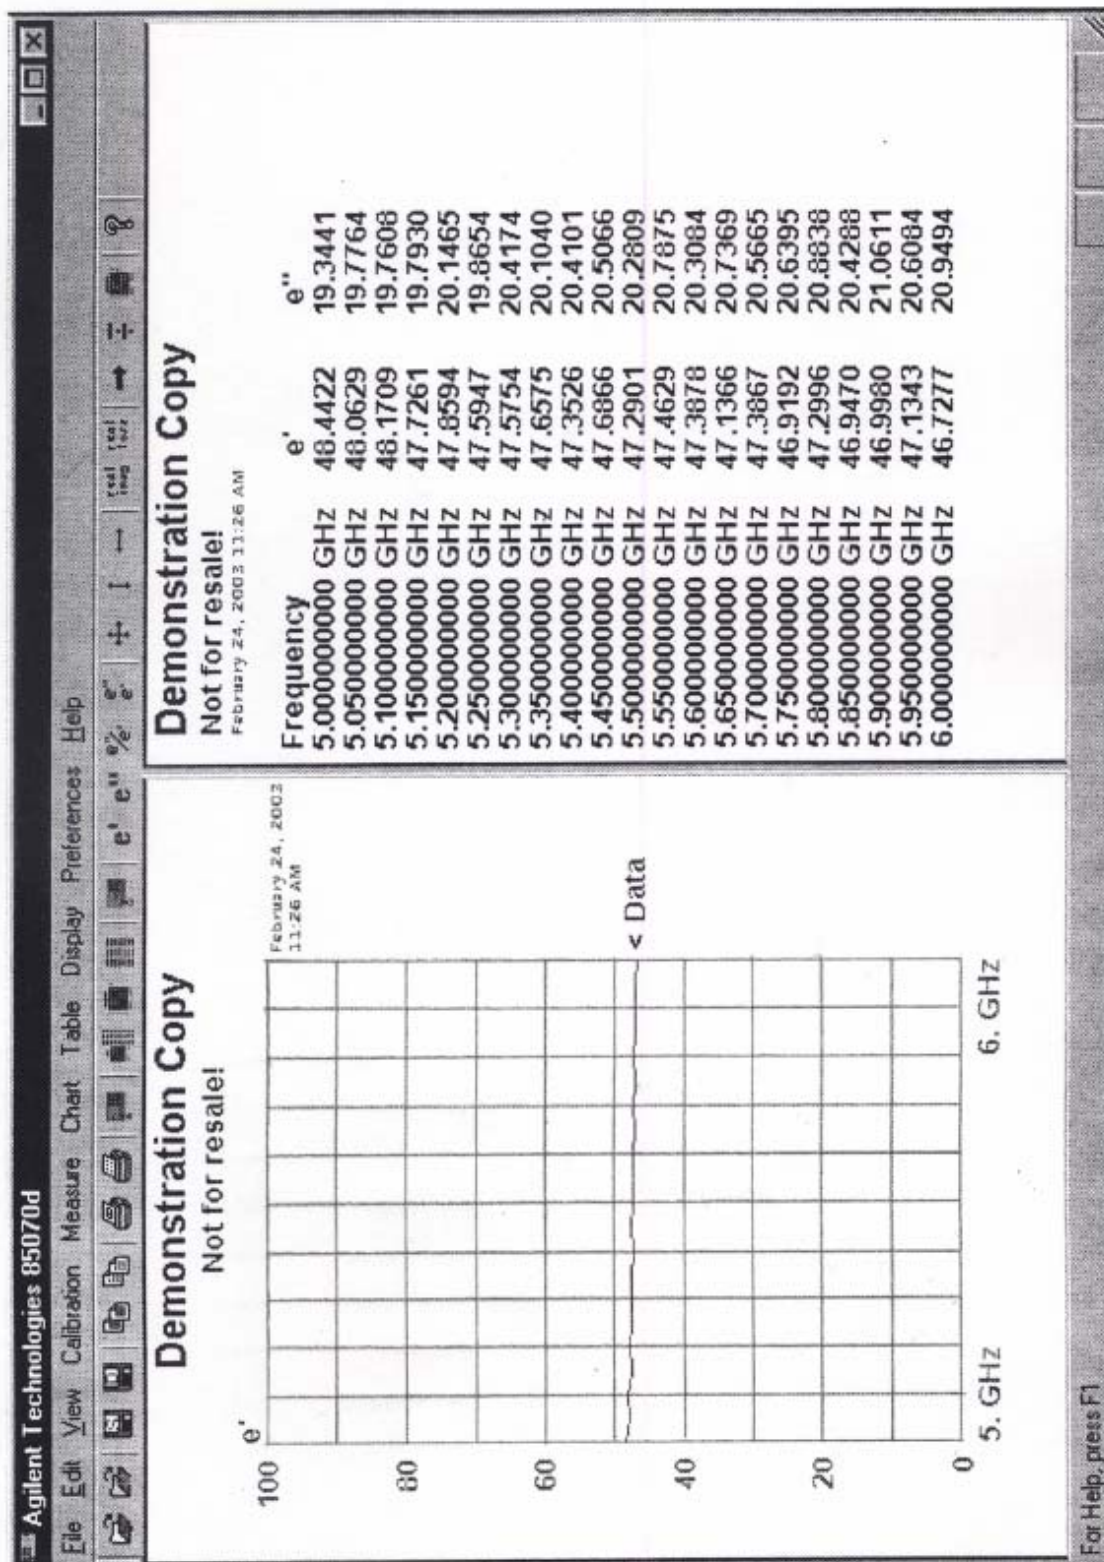 Agilent Technologies 85070d
File Edit View Calibration Measure Chart Table Display Preferences Help
e' e''
Demonstration Copy
Not for resale!
e'
February 24, 2003
11:26 AM
100
80
60
40
20
0
< Data
5. GHz
6. GHz
Demonstration Copy
Not for resale!
February 24, 2003 11:26 AM
Frequency e' e''
5.000000000 GHz 48.4422 19.3441
5.050000000 GHz 48.0629 19.7764
5.100000000 GHz 48.1709 19.7608
5.150000000 GHz 47.7261 19.7930
5.200000000 GHz 47.8594 20.1465
5.250000000 GHz 47.5947 19.8654
5.300000000 GHz 47.5754 20.4174
5.350000000 GHz 47.6575 20.1040
5.400000000 GHz 47.3526 20.4101
5.450000000 GHz 47.6866 20.5066
5.500000000 GHz 47.2901 20.2809
5.550000000 GHz 47.4629 20.7875
5.600000000 GHz 47.3878 20.3084
5.650000000 GHz 47.1366 20.7369
5.700000000 GHz 47.3867 20.5665
5.750000000 GHz 46.9192 20.6395
5.800000000 GHz 47.2996 20.8838
5.850000000 GHz 46.9470 20.4288
5.900000000 GHz 46.9980 21.0611
5.950000000 GHz 47.1343 20.6084
6.000000000 GHz 46.7277 20.9494
For Help, press F1